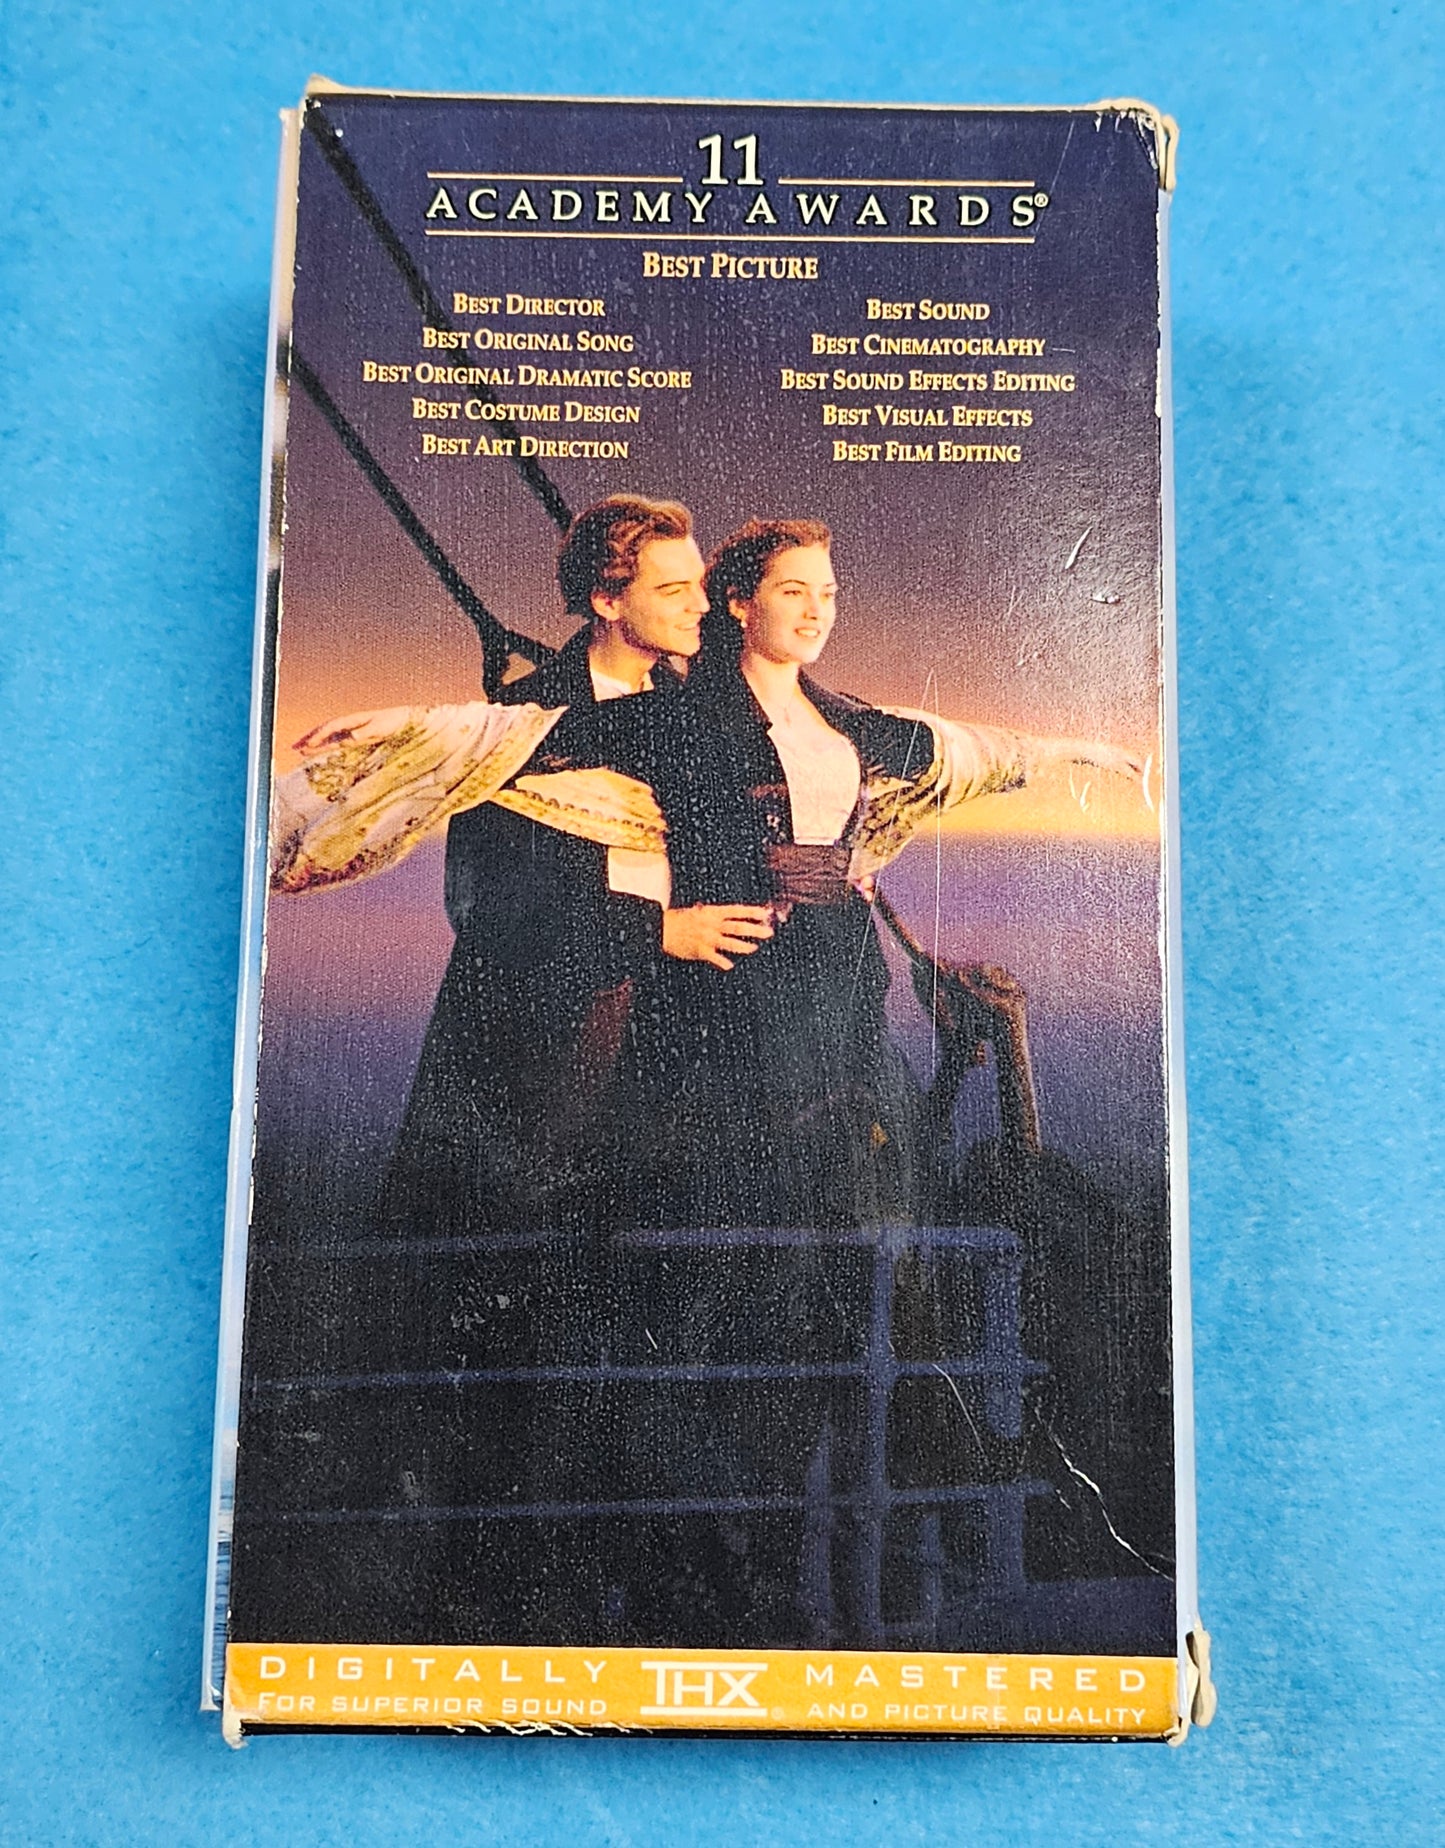 11
ACADEMY AWARDS®
BEST PICTURE
BEST DIRECTOR
BEST ORIGINAL SONG
BEST ORIGINAL DRAMATIC SCORE
BEST COSTUME DESIGN
BEST ART DIRECTION
BEST SOUND
BEST CINEMATOGRAPHY
BEST SOUND EFFECTS EDITING
BEST VISUAL EFFECTS
BEST FILM EDITING
DIGITALLY THX® MASTERED
FOR SUPERIOR SOUND AND PICTURE QUALITY